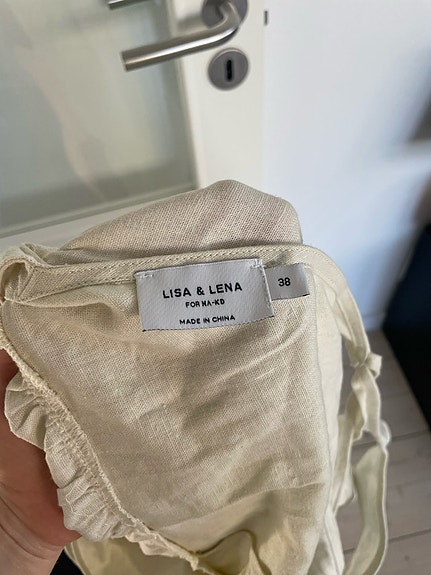 LISA & LENA
FOR NA-KD
MADE IN CHINA
38